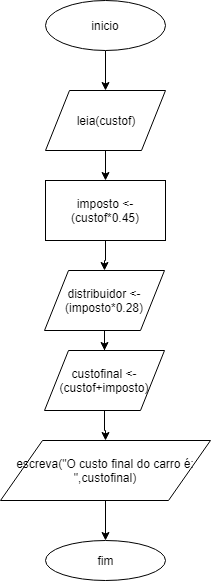 inicio
leia(custof)
imposto <-
(custof*0.45)
distribuidor <-
(imposto*0.28)
custofinal <-
(custof+imposto)
escreva("O custo final do carro é:
",custofinal)
fim